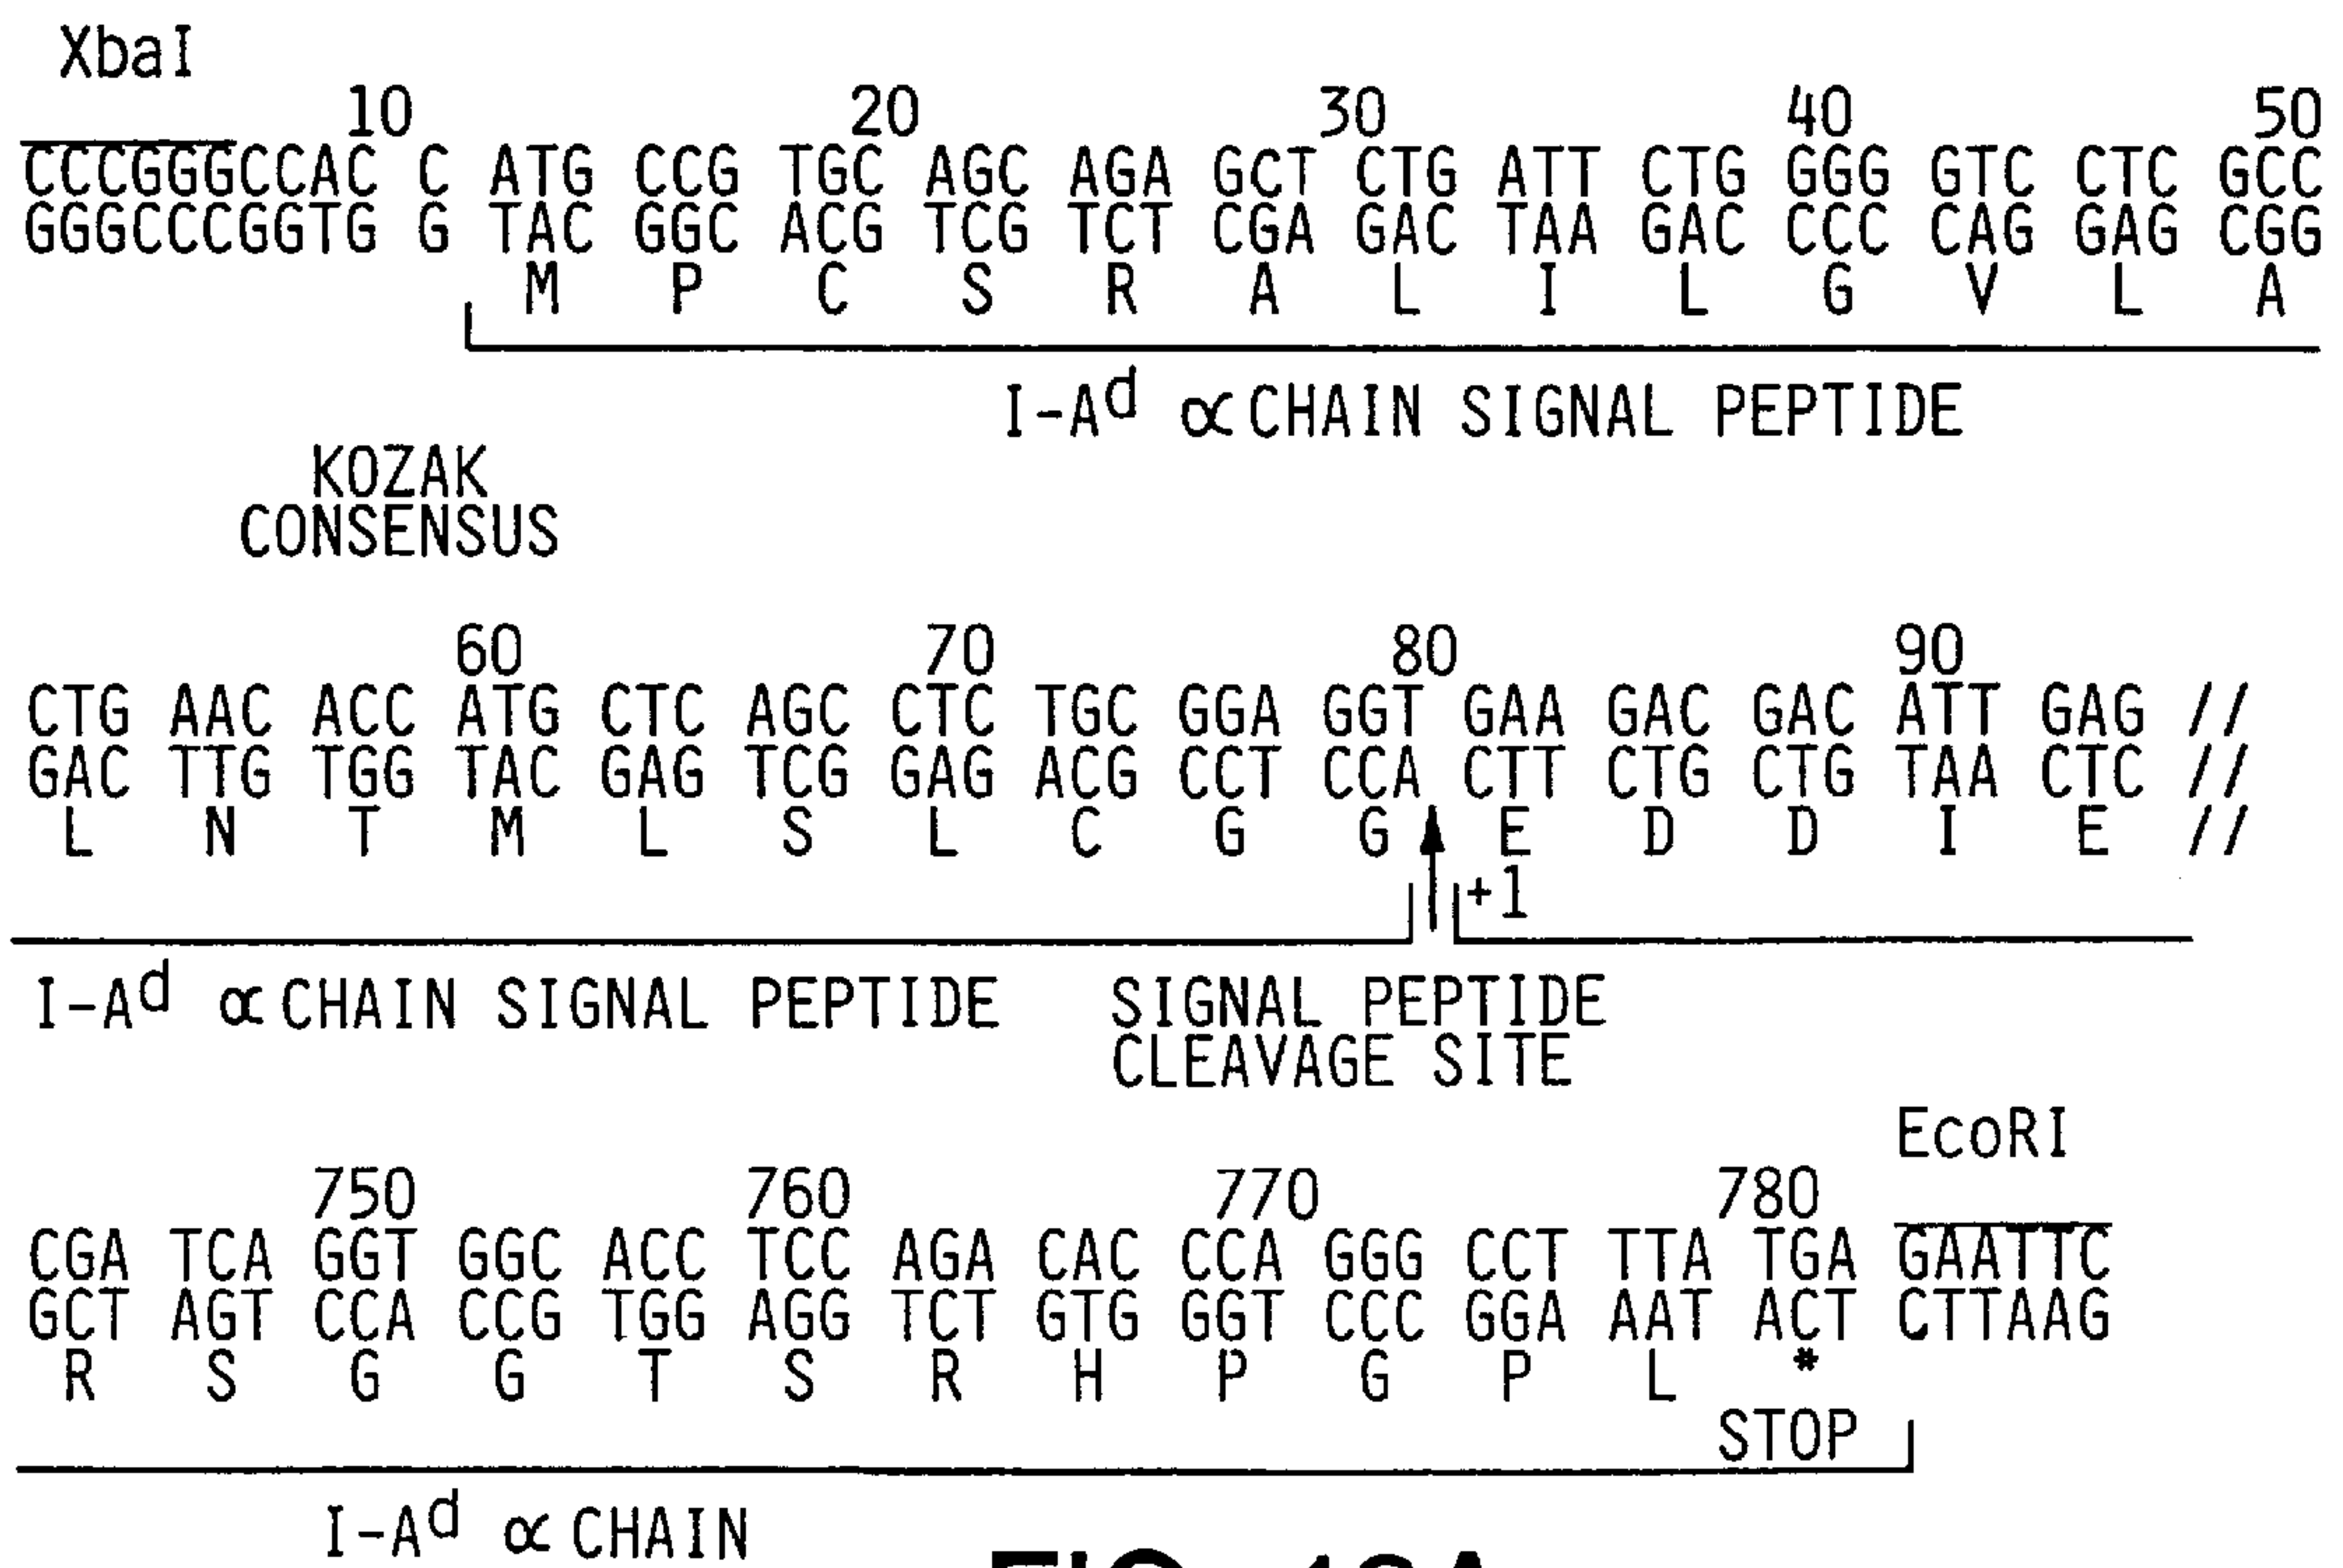 XbaI
10 20 30 40 50
CCCGGGCCAC C ATG CCG TGC AGC AGA GCT CTG ATT CTG GGG GTC CTC GCC
GGGCCCGGTG G TAC GGC ACG TCG TCT CGA GAC TAA GAC CCC CAG GAG CGG
M P C S R A L I L G V L A
I-Ad ∝ CHAIN SIGNAL PEPTIDE
KOZAK
CONSENSUS
60 70 80 90
CTG AAC ACC ATG CTC AGC CTC TGC GGA GGT GAA GAC GAC ATT GAG //
GAC TTG TGG TAC GAG TCG GAG ACG CCT CCA CTT CTG CTG TAA CTC //
L N T M L S L C G G E D D I E //
+1
I-Ad ∝ CHAIN SIGNAL PEPTIDE SIGNAL PEPTIDE
CLEAVAGE SITE
EcoRI
750 760 770 780
CGA TCA GGT GGC ACC TCC AGA CAC CCA GGG CCT TTA TGA GAATTC
GCT AGT CCA CCG TGG AGG TCT GTG GGT CCC GGA AAT ACT CTTAAG
R S G G T S R H P G P L *
STOP
I-Ad ∝ CHAIN